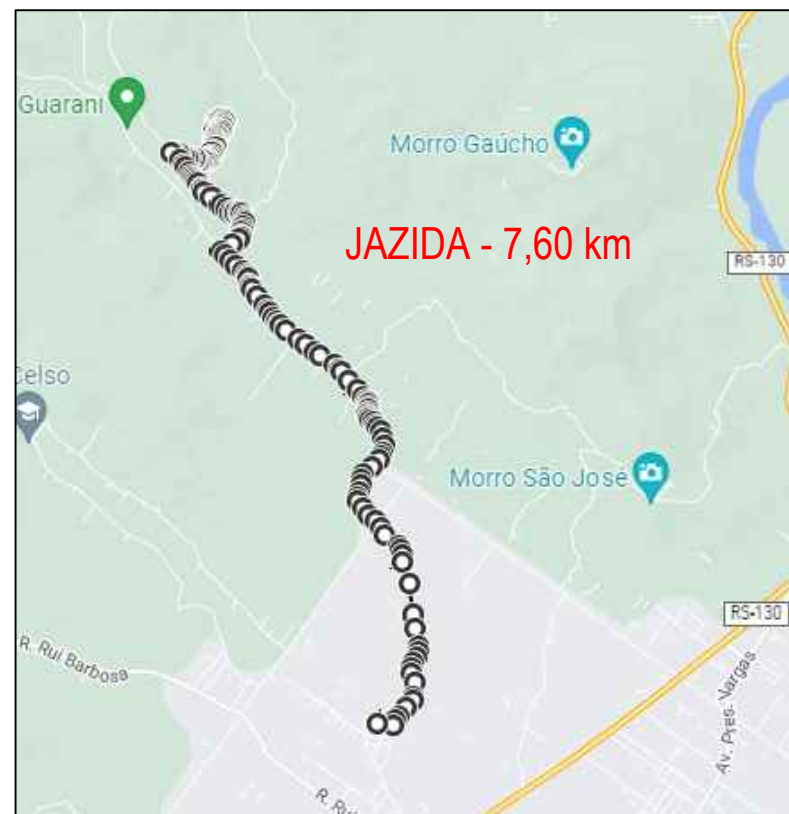 Guarani
Morro Gaúcho
JAZIDA - 7,60 km
RS-130
Celso
Morro São José
RS-130
R. Rui Barbosa
Av. Pres. Vargas
R. Rui